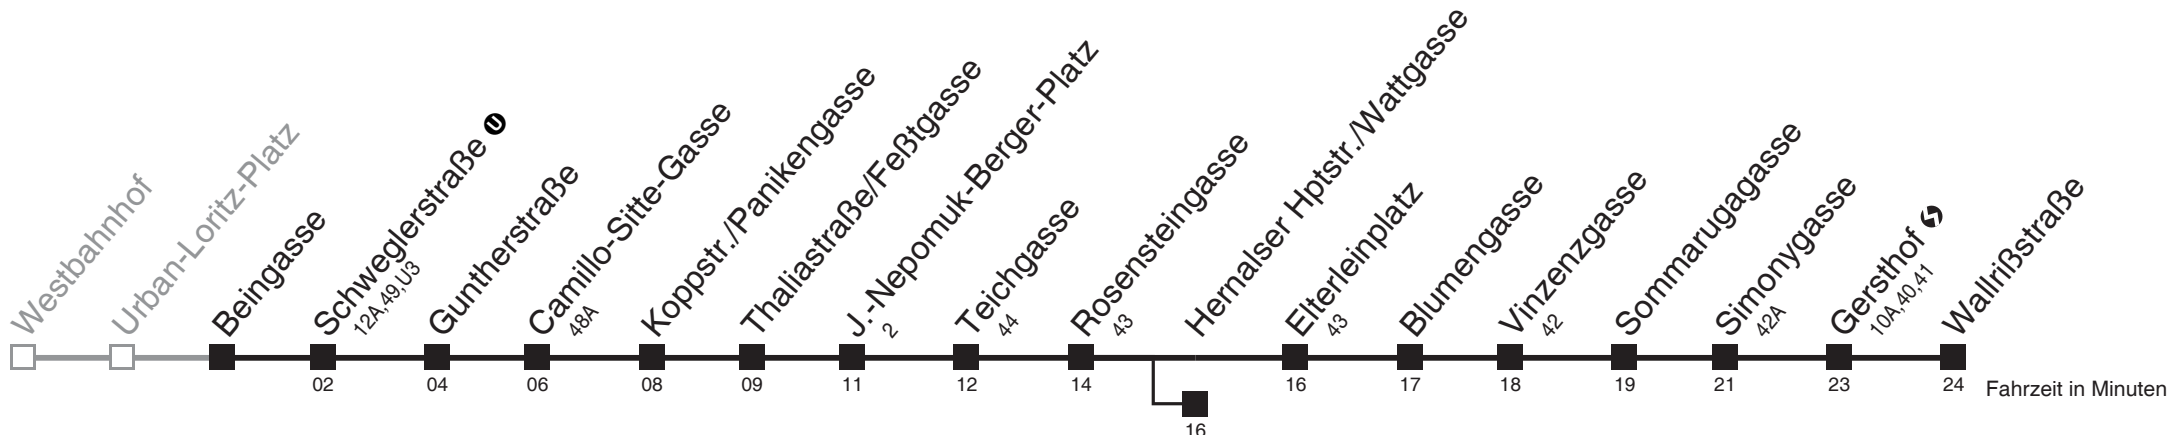 Westbahnhof
Urban-Loritz-Platz
Beingasse
Schweglerstraße U
12A,49,U3
Guntherstraße
Camillo-Sitte-Gasse
48A
Koppstr./Panikengasse
Thaliastraße/Feßtgasse
J.-Nepomuk-Berger-Platz
2
Teichgasse
44
Rosensteingasse
43
Hernalser Hptstr./Wattgasse
Elterleinplatz
43
Blumengasse
Vinzenzgasse
42
Sommarugagasse
Simonygasse
42A
Gersthof
10A,40,41
Wallrißstraße
02 04 06 08 09 11 12 14 16 17 18 19 21 23 24 Fahrzeit in Minuten
16